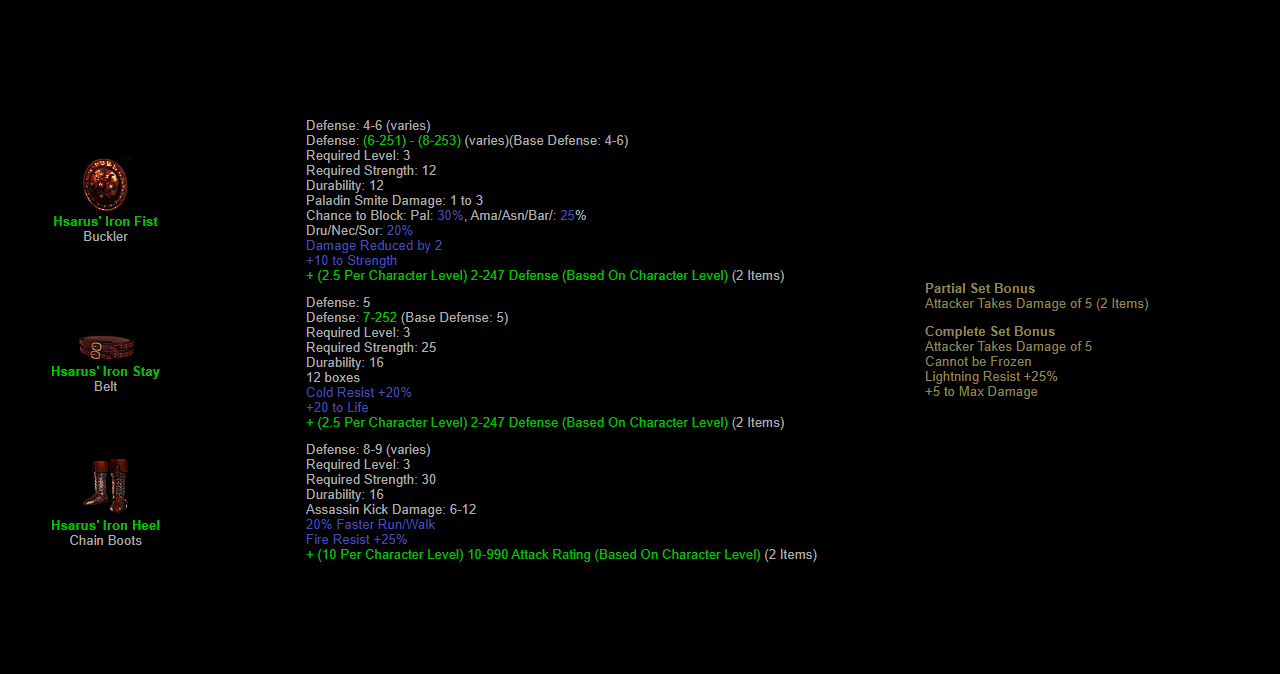 Hsarus' Iron Fist
Buckler
Defense: 4-6 (varies)
Defense: (6-251) - (8-253) (varies)(Base Defense: 4-6)
Required Level: 3
Required Strength: 12
Durability: 12
Paladin Smite Damage: 1 to 3
Chance to Block: Pal: 30%, Ama/Asn/Bar/: 25%
Dru/Nec/Sor: 20%
Damage Reduced by 2
+10 to Strength
+ (2.5 Per Character Level) 2-247 Defense (Based On Character Level) (2 Items)
Hsarus' Iron Stay
Belt
Defense: 5
Defense: 7-252 (Base Defense: 5)
Required Level: 3
Required Strength: 25
Durability: 16
12 boxes
Cold Resist +20%
+20 to Life
+ (2.5 Per Character Level) 2-247 Defense (Based On Character Level) (2 Items)
Hsarus' Iron Heel
Chain Boots
Defense: 8-9 (varies)
Required Level: 3
Required Strength: 30
Durability: 16
Assassin Kick Damage: 6-12
20% Faster Run/Walk
Fire Resist +25%
+ (10 Per Character Level) 10-990 Attack Rating (Based On Character Level) (2 Items)
Partial Set Bonus
Attacker Takes Damage of 5 (2 Items)
Complete Set Bonus
Attacker Takes Damage of 5
Cannot be Frozen
Lightning Resist +25%
+5 to Max Damage